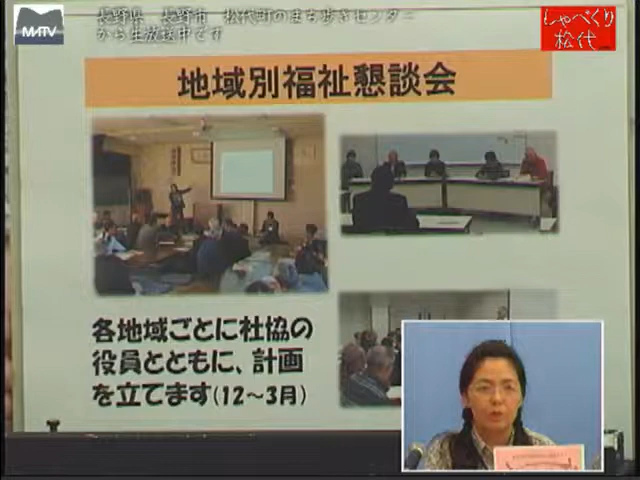 MATV
長野県　長野市　松代町のまち歩きセンター
から生放送中です
しゃべくり
松代
地域別福祉懇談会
各地域ごとに社協の
役員とともに、計画
を立てます(12～3月)